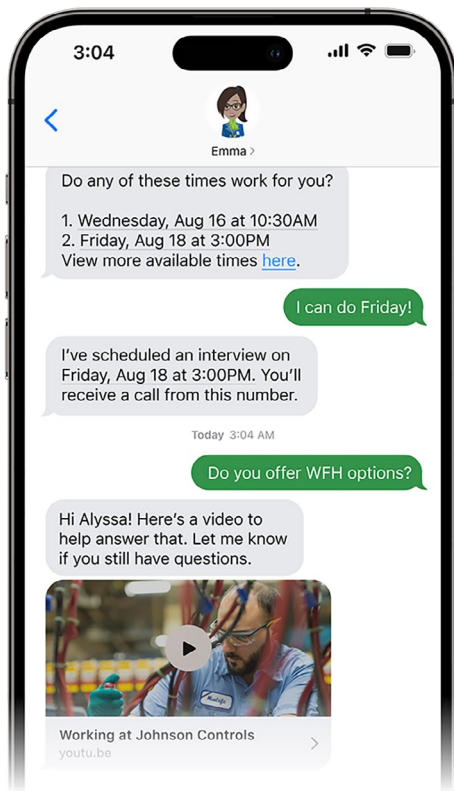 3:04
Emma >
Do any of these times work for you?
1. Wednesday, Aug 16 at 10:30AM
2. Friday, Aug 18 at 3:00PM
View more available times here.
I can do Friday!
I've scheduled an interview on
Friday, Aug 18 at 3:00PM. You'll
receive a call from this number.
Today 3:04 AM
Do you offer WFH options?
Hi Alyssa! Here's a video to
help answer that. Let me know
if you still have questions.
Working at Johnson Controls
youtu.be